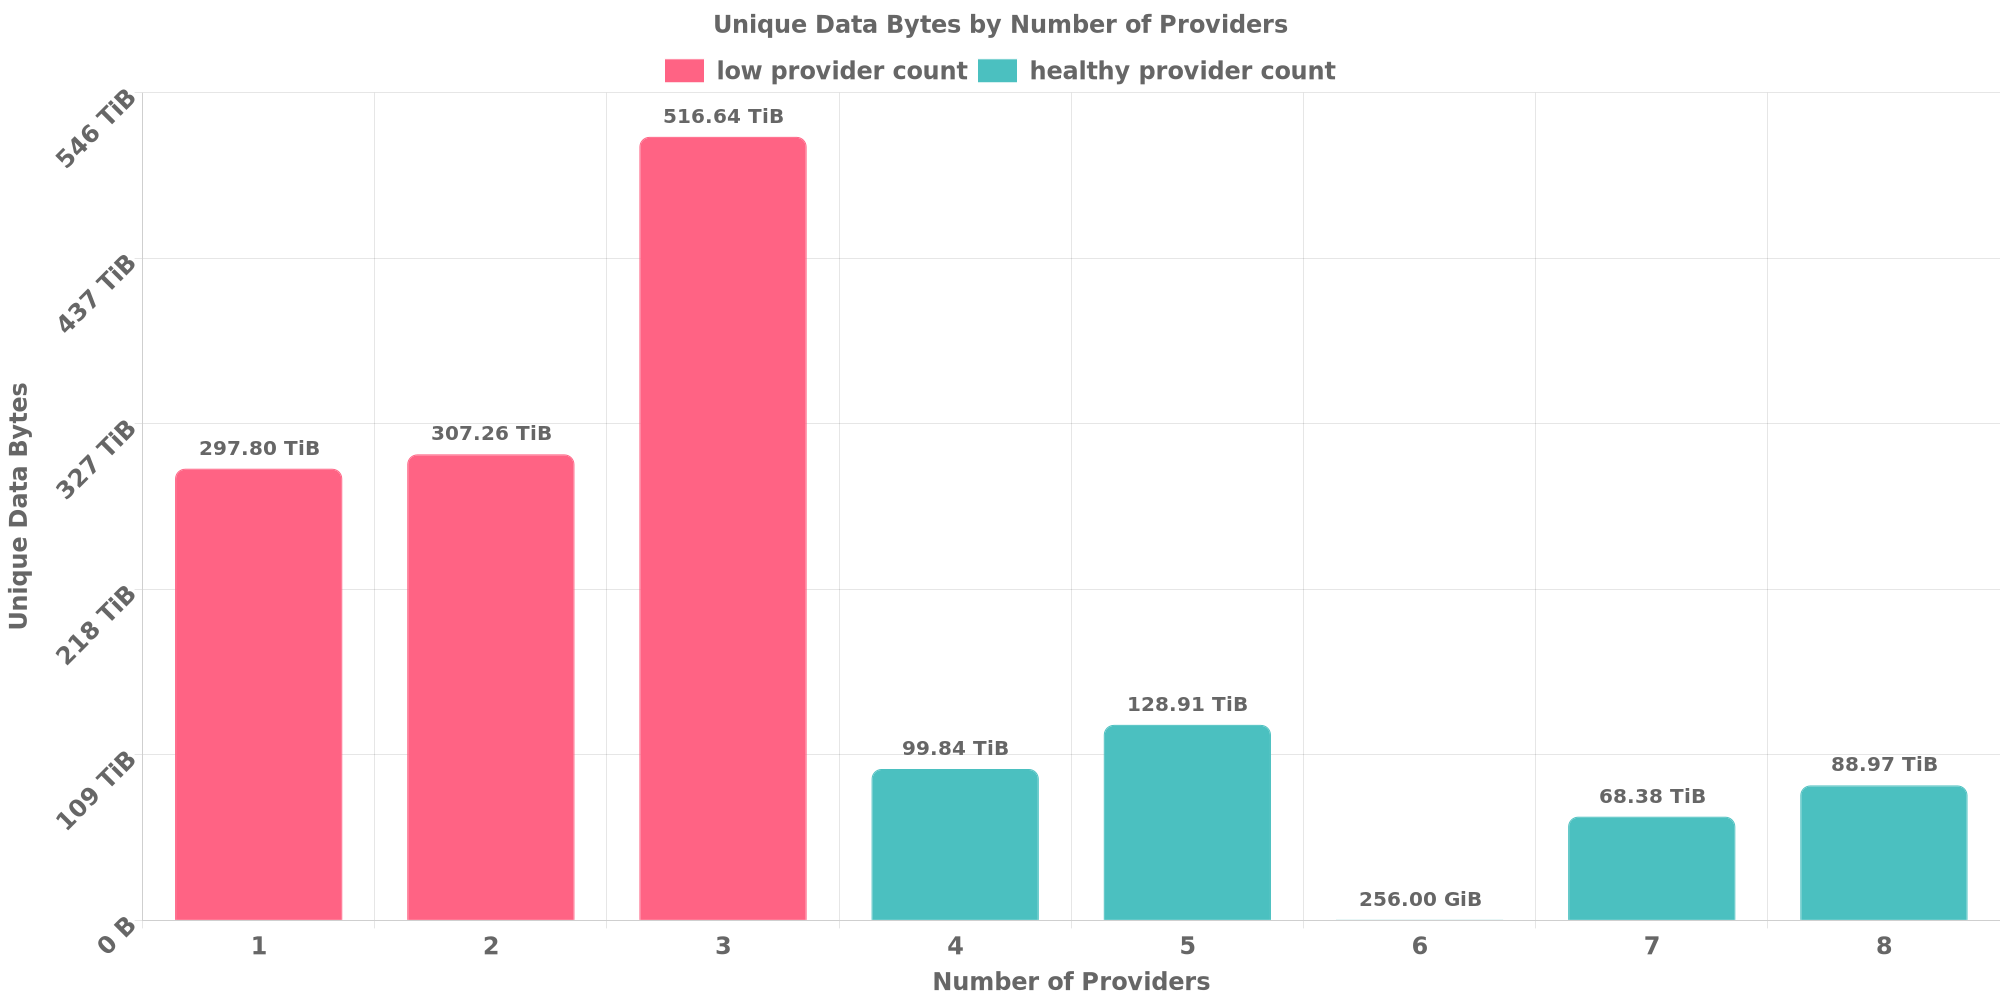 Unique Data Bytes by Number of Providers
low provider count healthy provider count
546 TiB
437 TiB
327 TiB
218 TiB
109 TiB
0 B
Unique Data Bytes
297.80 TiB
307.26 TiB
516.64 TiB
99.84 TiB
128.91 TiB
256.00 GiB
68.38 TiB
88.97 TiB
1 2 3 4 5 6 7 8
Number of Providers